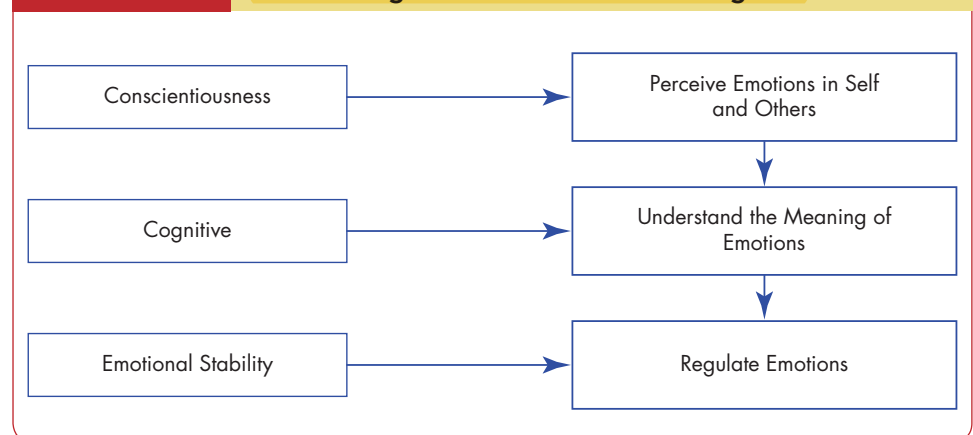 Conscientiousness
Perceive Emotions in Self
and Others
Cognitive
Understand the Meaning of
Emotions
Emotional Stability
Regulate Emotions